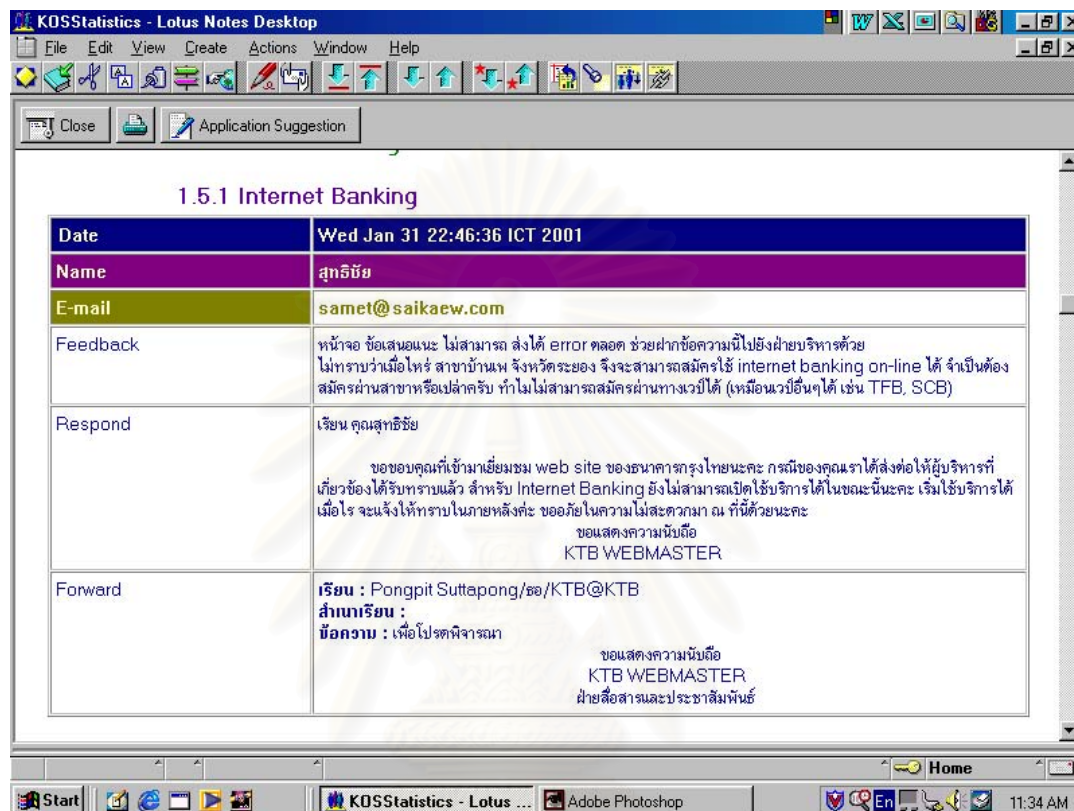 KOSStatistics - Lotus Notes Desktop
File Edit View Create Actions Window Help
Close Application Suggestion
1.5.1 Internet Banking
Date Wed Jan 31 22:46:36 ICT 2001
Name สุทธิชัย
E-mail samet@saikaew.com
Feedback หน้าจอ ข้อเสนอแนะ ไม่สามารถ ส่งได้ error ตลอด ช่วยฝากข้อความนี้ไปยังฝ่ายบริหารด้วย
ไม่ทราบว่าเมื่อไหร่ สาขาบ้านเพ จังหวัดระยอง จึงจะสามารถสมัครใช้ internet banking on-line ได้ จำเป็นต้อง
สมัครผ่านสาขาหรือเปล่าครับ ทำไมไม่สามารถสมัครผ่านทางเวป์ได้ (เหมือนเวป์อื่นๆได้ เช่น TFB, SCB)
Respond เรียน คุณสุทธิชัย
ขอขอบคุณที่เข้ามาเยี่ยมชม web site ของธนาคารกรุงไทยนะคะ กรณีของคุณเราได้ส่งต่อให้ผู้บริหารที่
เกี่ยวข้องได้รับทราบแล้ว สำหรับ Internet Banking ยังไม่สามารถเปิดใช้บริการได้ในขณะนี้นะคะ เริ่มใช้บริการได้
เมื่อไร จะแจ้งให้ทราบในภายหลังค่ะ ขออภัยในความไม่สะดวกมา ณ ที่นี้ด้วยนะคะ
ขอแสดงความนับถือ
KTB WEBMASTER
Forward เรียน : Pongpit Suttapong/ธอ/KTB@KTB
สำเนาเรียน :
ข้อความ : เพื่อโปรดพิจารณา
ขอแสดงความนับถือ
KTB WEBMASTER
ฝ่ายสื่อสารและประชาสัมพันธ์
Home
Start KOSStatistics - Lotus ... Adobe Photoshop En 11:34 AM